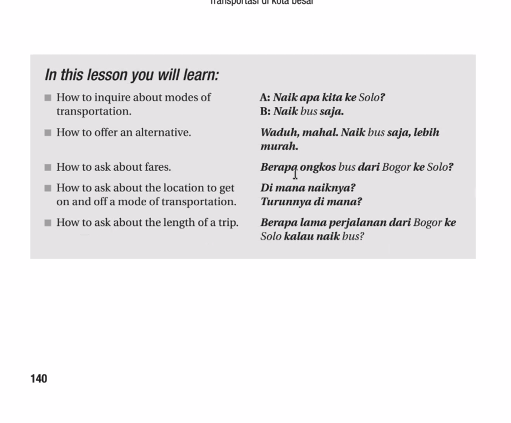 Transportasi di kota besar
In this lesson you will learn:
■ How to inquire about modes of
transportation.
A: Naik apa kita ke Solo?
B: Naik bus saja.
■ How to offer an alternative.
Waduh, mahal. Naik bus saja, lebih
murah.
■ How to ask about fares.
Berapa ongkos bus dari Bogor ke Solo?
■ How to ask about the location to get
on and off a mode of transportation.
Di mana naiknya?
Turunnya di mana?
■ How to ask about the length of a trip.
Berapa lama perjalanan dari Bogor ke
Solo kalau naik bus?
140